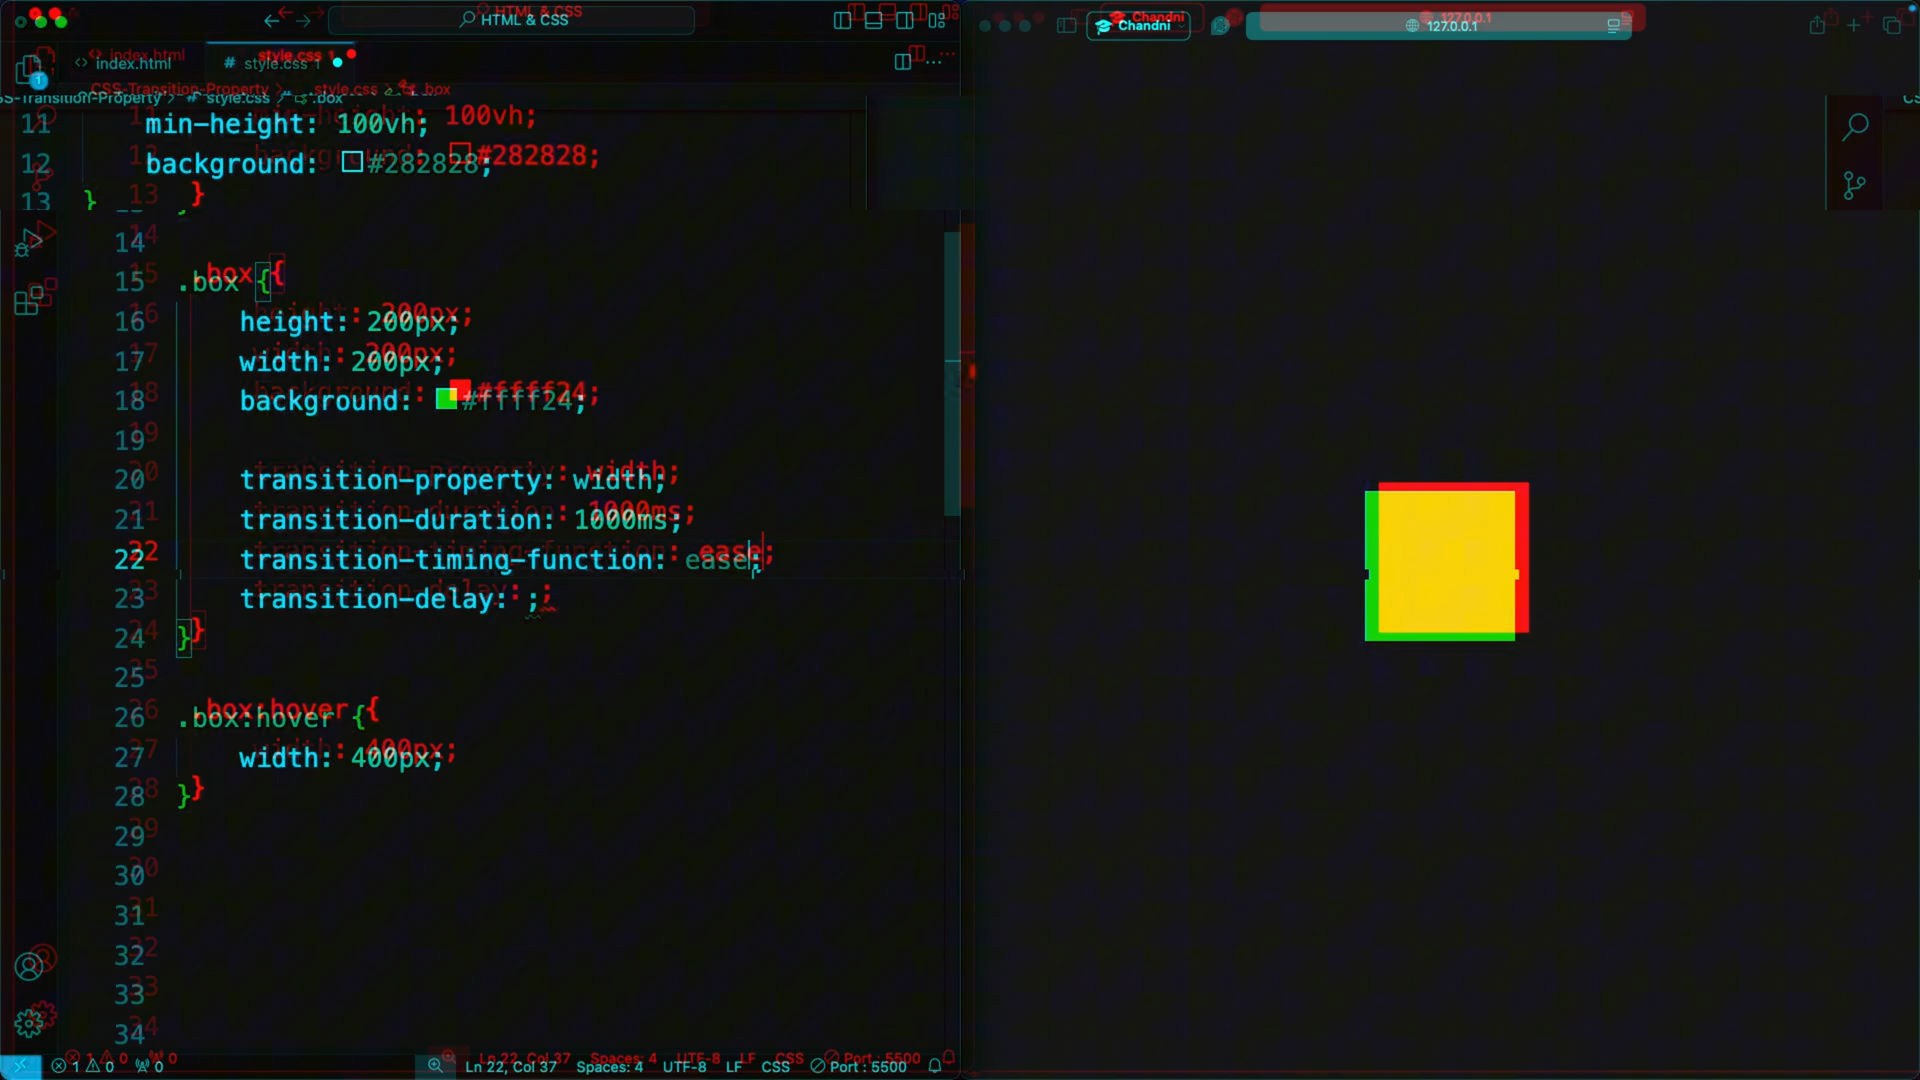 HTML & CSS
Chandni
127.0.0.1
index.html
# style.css 1
CSS-Transition-Property > # style.css > .box
11 min-height: 100vh;
12 background: #282828;
13 }
14
15 .box {
16 height: 200px;
17 width: 200px;
18 background: #ffff24;
19
20 transition-property: width;
21 transition-duration: 1000ms;
22 transition-timing-function: ease;
23 transition-delay: ;
24 }
25
26 .box:hover {
27 width: 400px;
28 }
29
30
31
32
33
34
1 0 0 Ln 22, Col 37 Spaces: 4 UTF-8 LF CSS Port : 5500